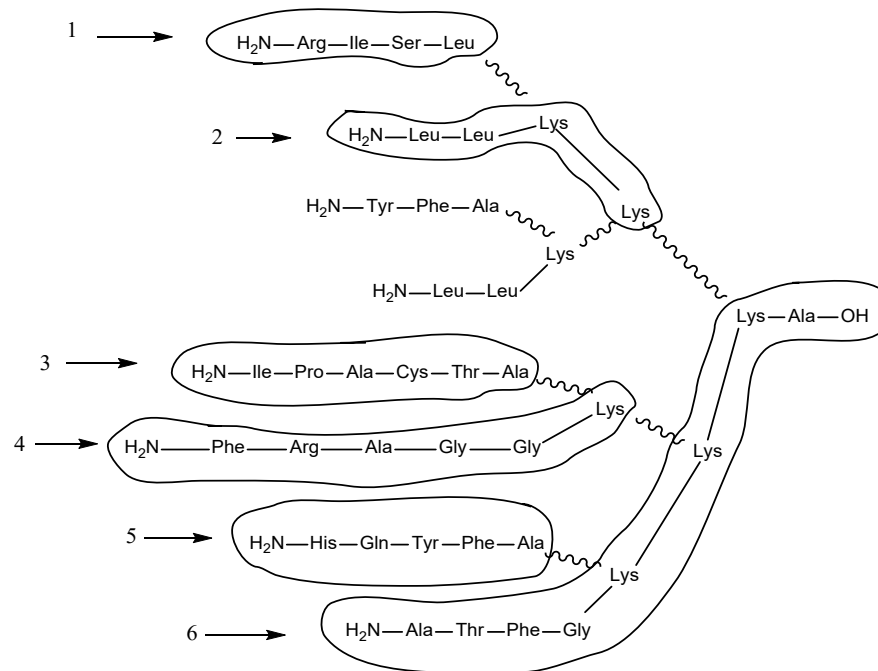 1
H₂N—Arg—Ile—Ser—Leu
2
H₂N—Leu—Leu—Lys
Lys
H₂N—Tyr—Phe—Ala
Lys
H₂N—Leu—Leu
Lys—Ala—OH
3
H₂N—Ile—Pro—Ala—Cys—Thr—Ala
Lys
4
H₂N—Phe—Arg—Ala—Gly—Gly
Lys
5
H₂N—His—Gln—Tyr—Phe—Ala
Lys
6
H₂N—Ala—Thr—Phe—Gly